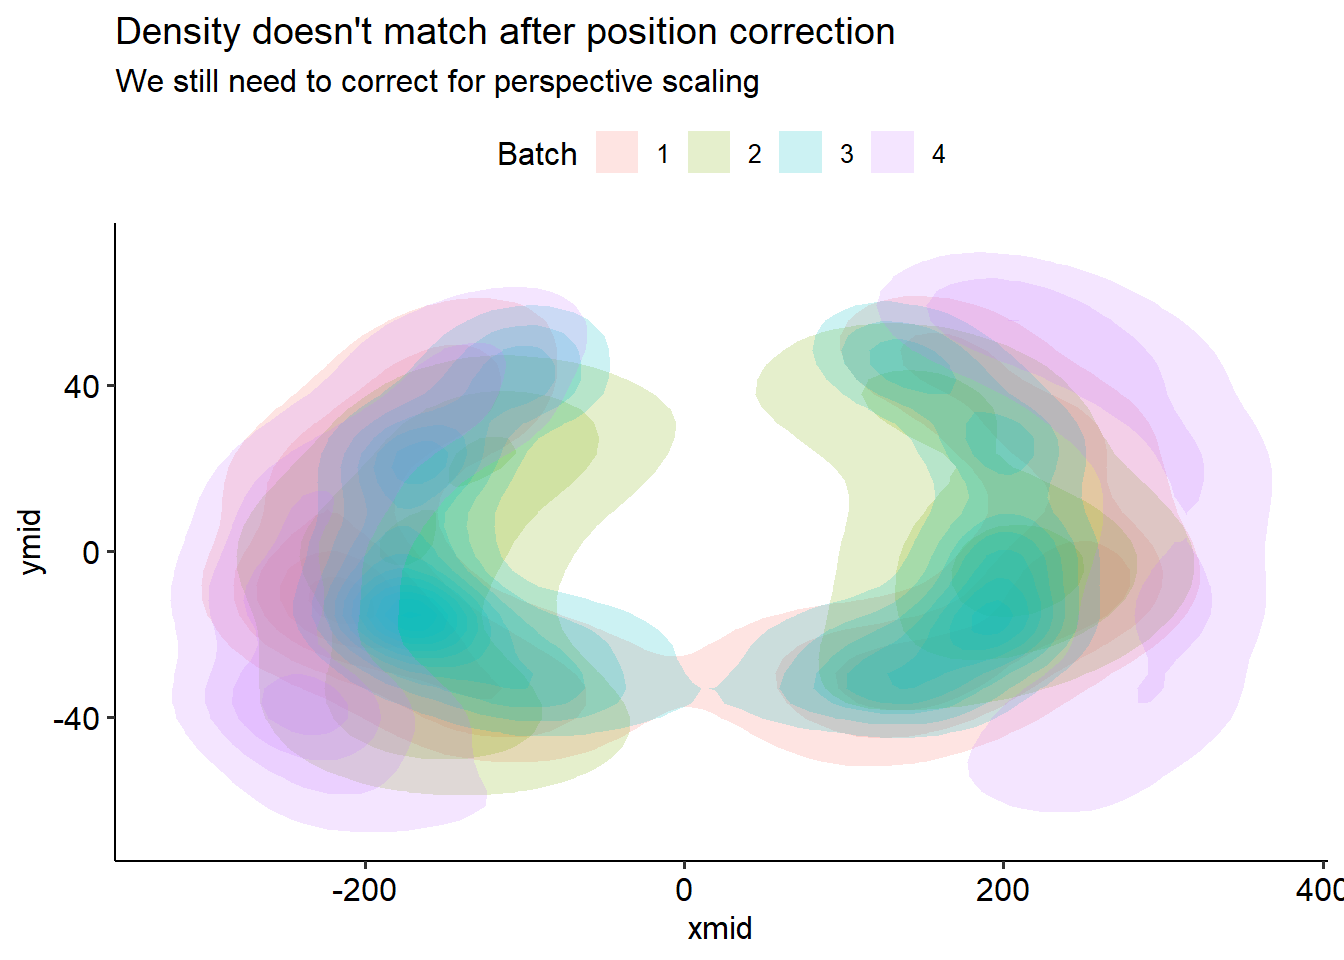 Density doesn't match after position correction
We still need to correct for perspective scaling
Batch 1 2 3 4
ymid
40
0
-40
-200 0 200 400
xmid